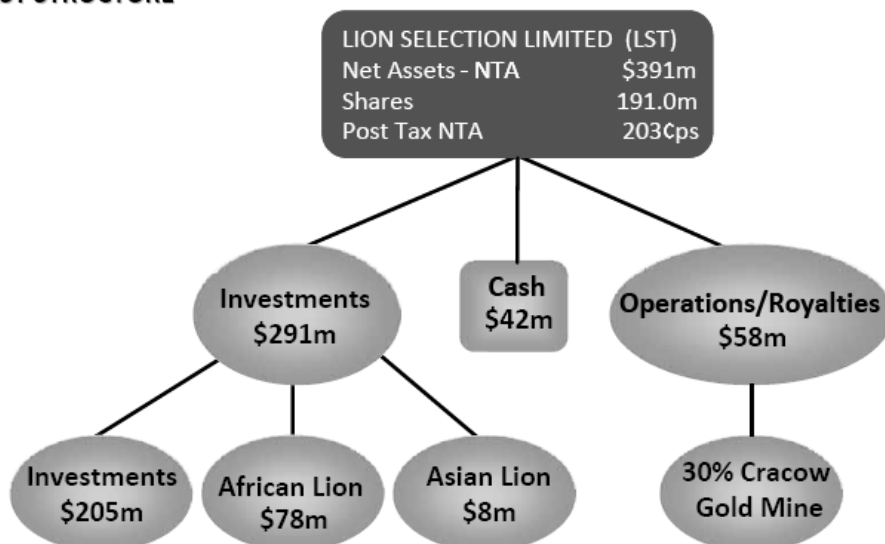 STRUCTURE
LION SELECTION LIMITED (LST)
Net Assets - NTA $391m
Shares 191.0m
Post Tax NTA 203¢ps
Investments
$291m
Cash
$42m
Operations/Royalties
$58m
Investments
$205m
African Lion
$78m
Asian Lion
$8m
30% Cracow
Gold Mine